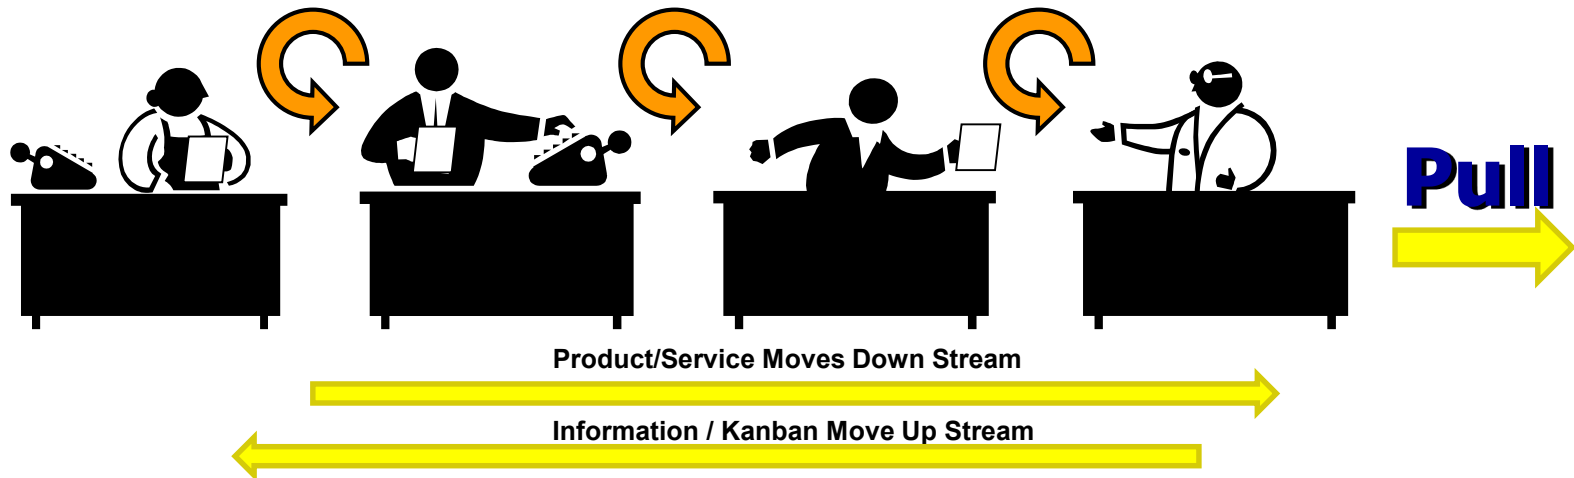 Pull
Product/Service Moves Down Stream
Information / Kanban Move Up Stream